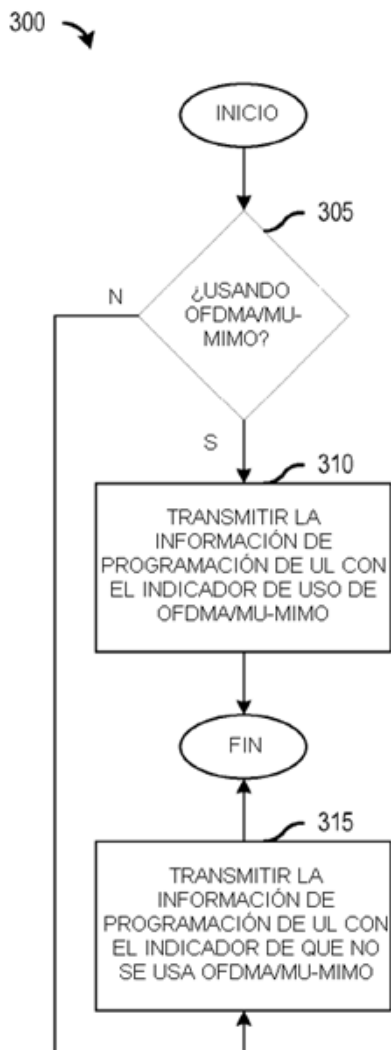 300
INICIO
305
N
¿USANDO
OFDMA/MU-
MIMO?
S
310
TRANSMITIR LA
INFORMACIÓN DE
PROGRAMACIÓN DE UL CON
EL INDICADOR DE USO DE
OFDMA/MU-MIMO
FIN
315
TRANSMITIR LA
INFORMACIÓN DE
PROGRAMACIÓN DE UL CON
EL INDICADOR DE QUE NO
SE USA OFDMA/MU-MIMO